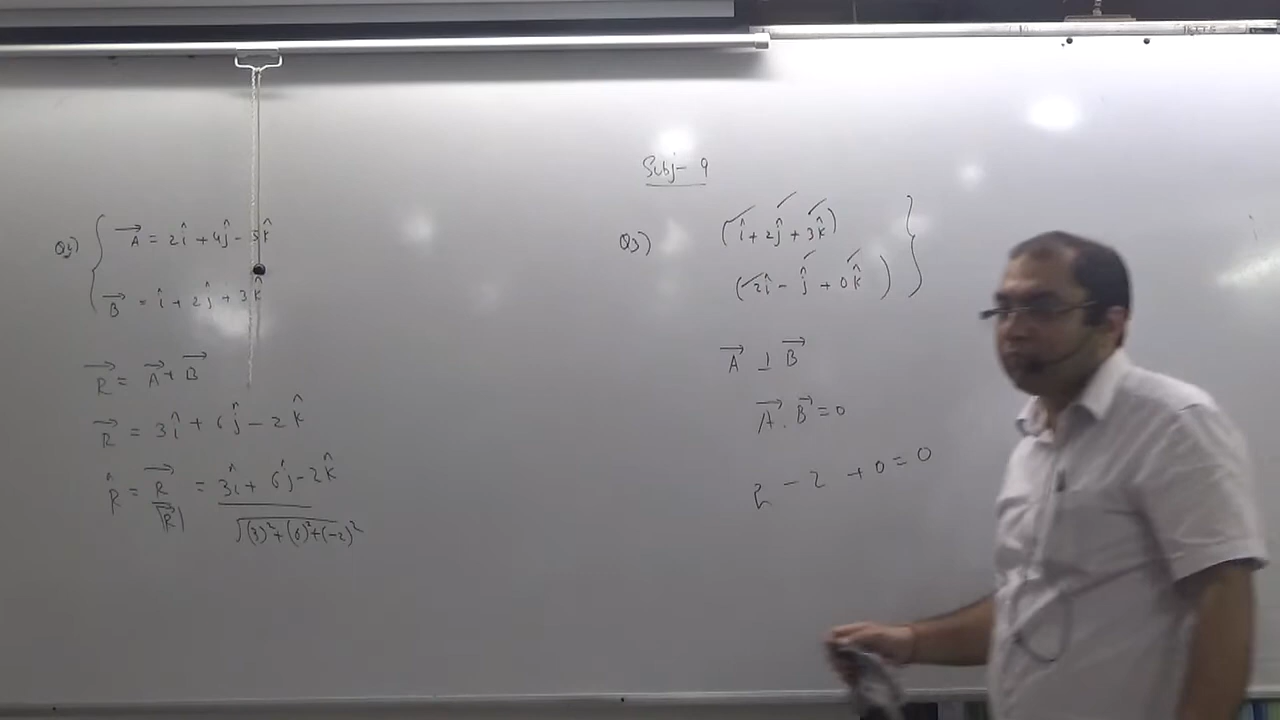 Subj- 9
A⃗ = 2î + 4ĵ - 5k̂
B⃗ = î + 2ĵ + 3k̂
R⃗ = A⃗ + B⃗
R⃗ = 3î + 6ĵ - 2k̂
R̂ = R⃗/|R⃗| = (3î + 6ĵ - 2k̂)/√((3)²+(6)²+(-2)²)
Q3) (î + 2ĵ + 3k̂)
(2î - ĵ + 0k̂)
A⃗ ⊥ B⃗
A⃗ . B⃗ = 0
2 - 2 + 0 = 0